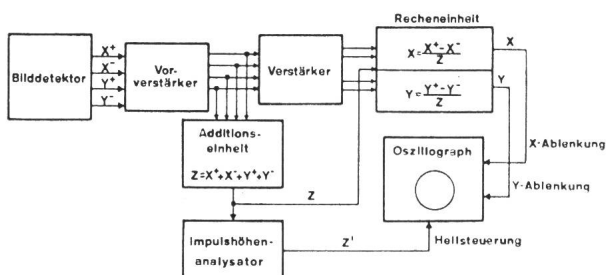 Recheneinheit
X⁺
X⁻
Y⁺
Y⁻
Bilddetektor
Vor-
verstärker
Verstärker
X=X⁺-X⁻/Z
Y=Y⁺-Y⁻/Z
X
Y
Additions-
einheit
Z=X⁺+X⁻+Y⁺+Y⁻
Oszillograph
X-Ablenkung
Y-Ablenkung
Z
Impulshöhen-
analysator
Z'
Hellsteuerung